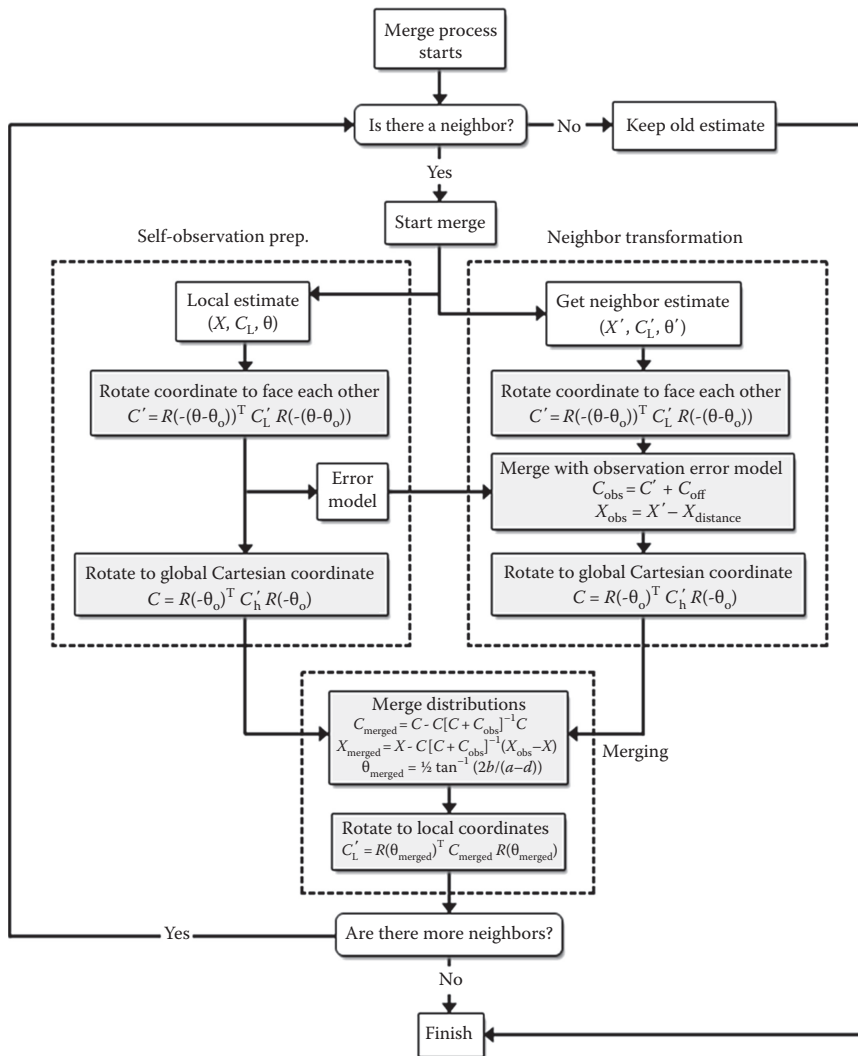 Merge process
starts
Is there a neighbor?
No
Keep old estimate
Yes
Start merge
Self-observation prep.
Neighbor transformation
Local estimate
(X, C_L, θ)
Get neighbor estimate
(X′, C_L′, θ′)
Rotate coordinate to face each other
C′ = R(-(θ-θ_o))^T C_L′ R(-(θ-θ_o))
Rotate coordinate to face each other
C′ = R(-(θ-θ_o))^T C_L′ R(-(θ-θ_o))
Error
model
Merge with observation error model
C_obs = C′ + C_off
X_obs = X′ – X_distance
Rotate to global Cartesian coordinate
C = R(-θ_o)^T C_h′ R(-θ_o)
Rotate to global Cartesian coordinate
C = R(-θ_o)^T C_h′ R(-θ_o)
Merge distributions
C_merged = C - C[C + C_obs]^-1 C
X_merged = X - C [C + C_obs]^-1 (X_obs–X)
θ_merged = ½ tan^-1 (2b/(a–d))
Merging
Rotate to local coordinates
C_L′ = R(θ_merged)^T C_merged R(θ_merged)
Yes
Are there more neighbors?
No
Finish